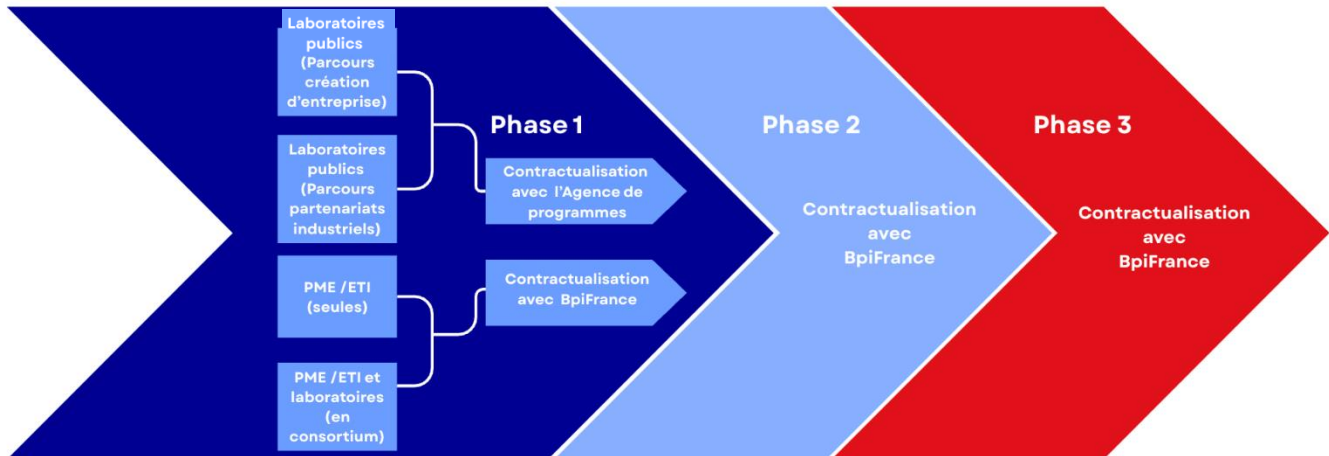 Laboratoires
publics
(Parcours
création
d'entreprise)
Laboratoires
publics
(Parcours
partenariats
industriels)
PME /ETI
(seules)
PME /ETI et
laboratoires
(en
consortium)
Phase 1
Contractualisation
avec l'Agence de
programmes
Contractualisation
avec BpiFrance
Phase 2
Contractualisation
avec
BpiFrance
Phase 3
Contractualisation
avec
BpiFrance